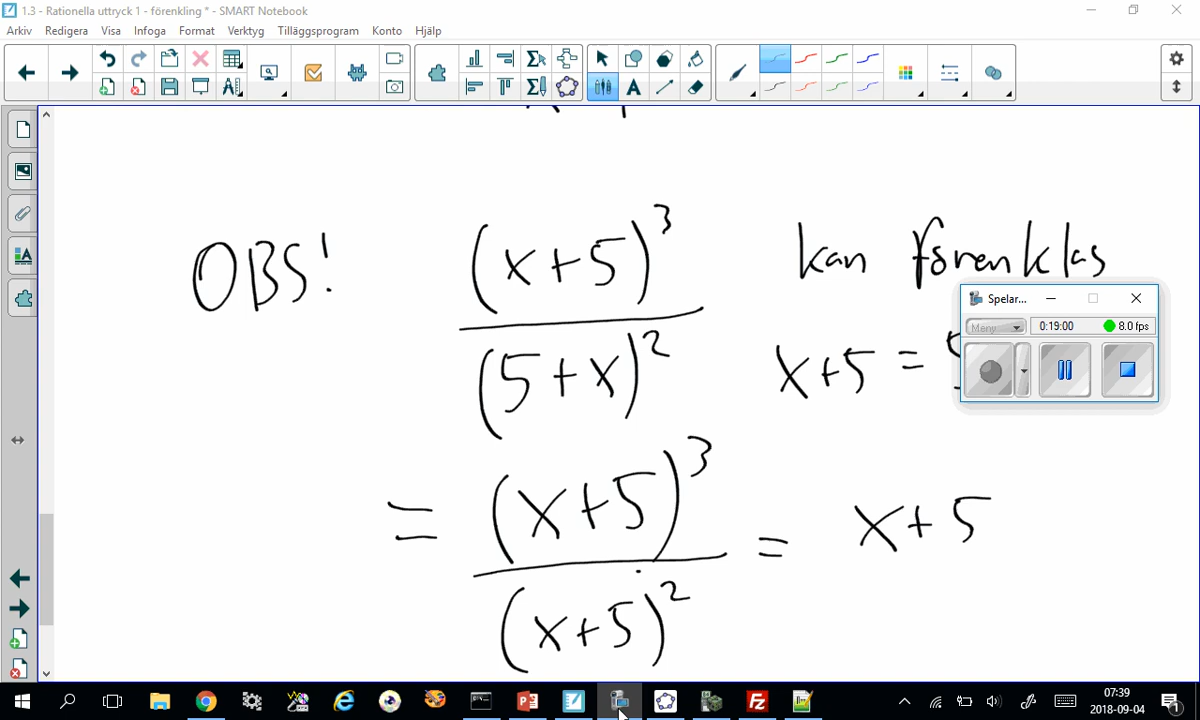 1.3 - Rationella uttryck 1 - förenkling * - SMART Notebook
Arkiv Redigera Visa Infoga Format Verktyg Tilläggsprogram Konto Hjälp
OBS! (x+5)³ / (5+x)² kan förenklas
x+5 =
= (x+5)³ / (x+5)² = x+5
Spelar...
Meny 0:19:00 8.0 fps
07:39
2018-09-04
1